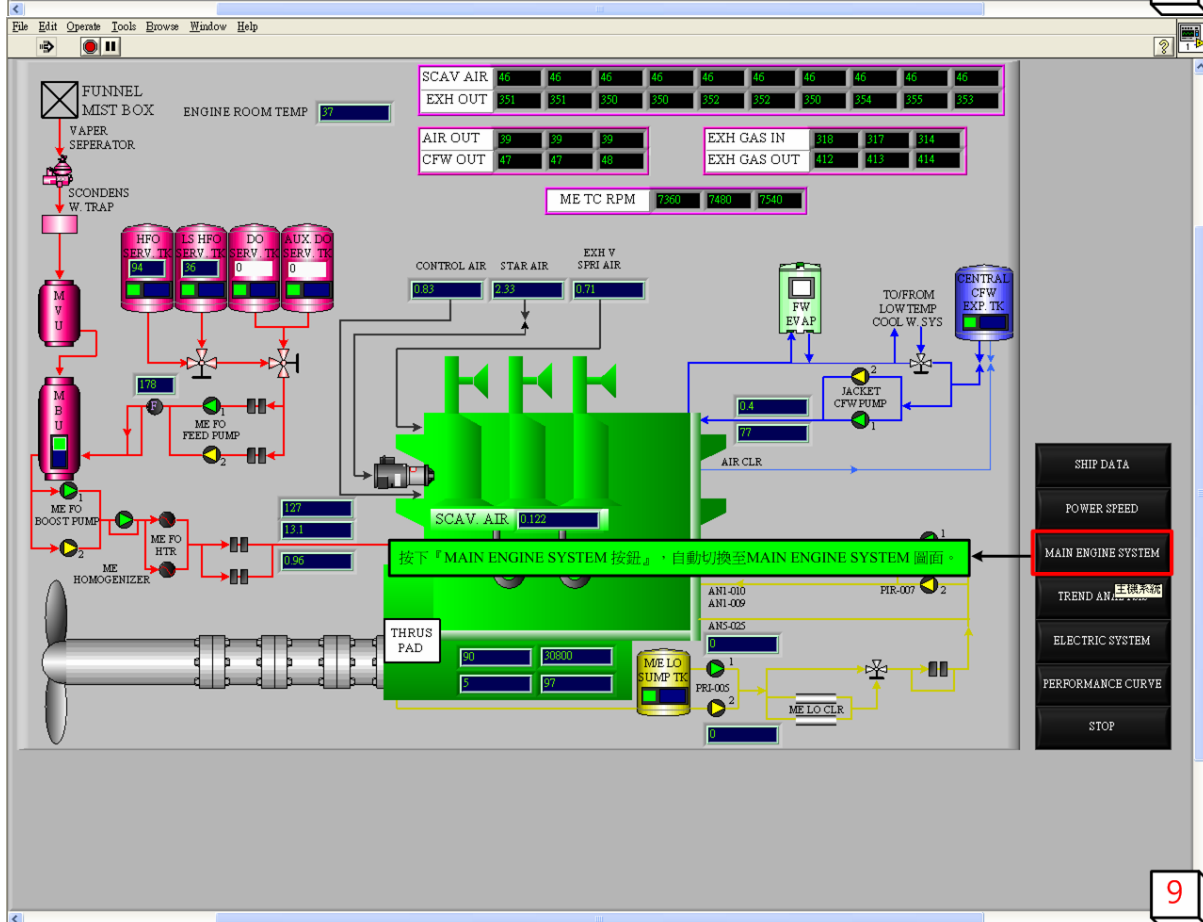 File Edit Operate Tools Browse Window Help
FUNNEL
MIST BOX
VAPER
SEPERATOR
SCONDENS
W. TRAP
ENGINE ROOM TEMP 37
SCAV AIR 46 46 46 46 46 46 46 46 46 46
EXH OUT 351 351 350 350 352 352 350 354 355 353
AIR OUT 39 39 39
CFW OUT 47 47 48
EXH GAS IN 318 317 314
EXH GAS OUT 412 413 414
ME TC RPM 7360 7480 7540
HFO
SERV. TK
94
LS HFO
SERV. TK
36
DO
SERV. TK
0
AUX. DO
SERV. TK
0
M
V
U
M
B
U
178
F
1
ME FO
FEED PUMP
2
CONTROL AIR
0.83
STAR AIR
2.33
EXH V
SPRI AIR
0.71
FW
EVAP
TO/FROM
LOW TEMP
COOL W. SYS
CENTRAL
CFW
EXP. TK
2
JACKET
CFW PUMP
1
0.4
77
AIR CLR
1
ME FO
BOOST PUMP
2
ME FO
HTR
ME
HOMOGENIZER
127
13.1
0.96
SCAV. AIR 0.122
按下『MAIN ENGINE SYSTEM 按鈕』，自動切換至MAIN ENGINE SYSTEM 圖面。
1
PIR-007
2
AN1-010
AN1-009
AN5-025
0
THRUS
PAD
90 30800
5 97
M/E LO
SUMP TK
1
PRI-005
2
0
ME LO CLR
SHIP DATA
POWER SPEED
MAIN ENGINE SYSTEM
主機系統
ELECTRIC SYSTEM
PERFORMANCE CURVE
STOP
9